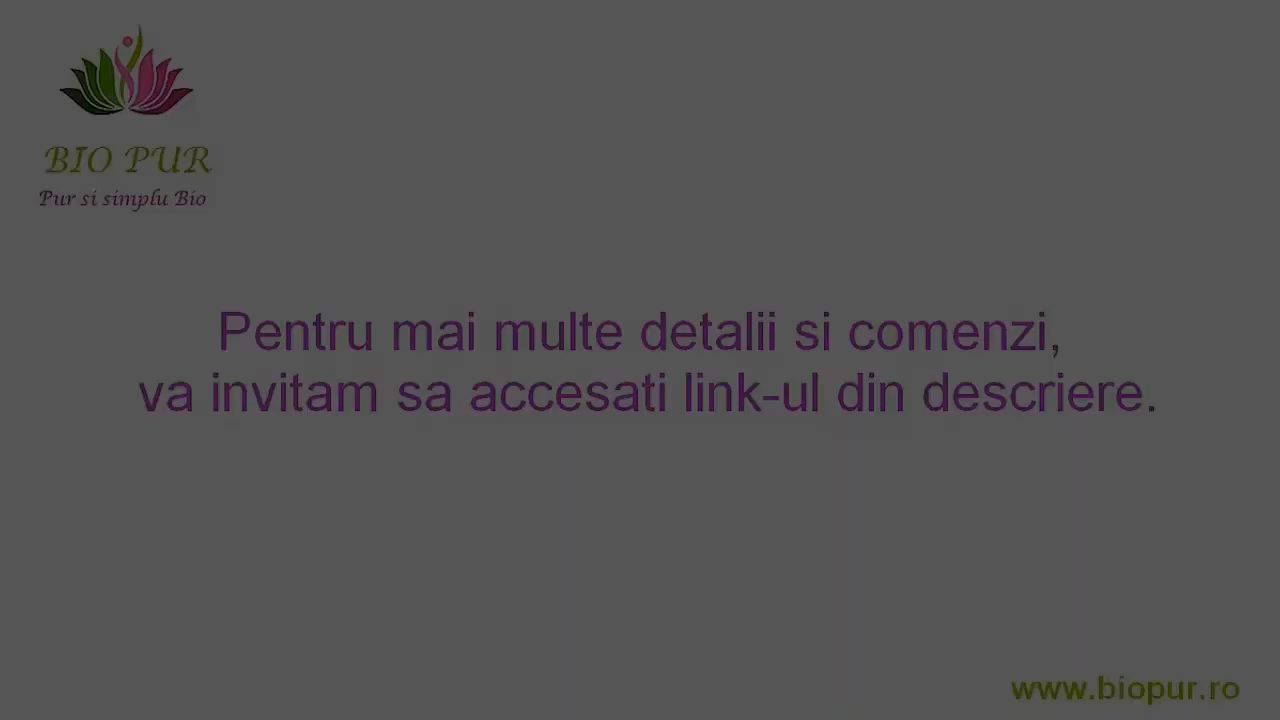 BIO PUR
Pur si simplu Bio
Pentru mai multe detalii si comenzi,
va invitam sa accesati link-ul din descriere.
www.biopur.ro